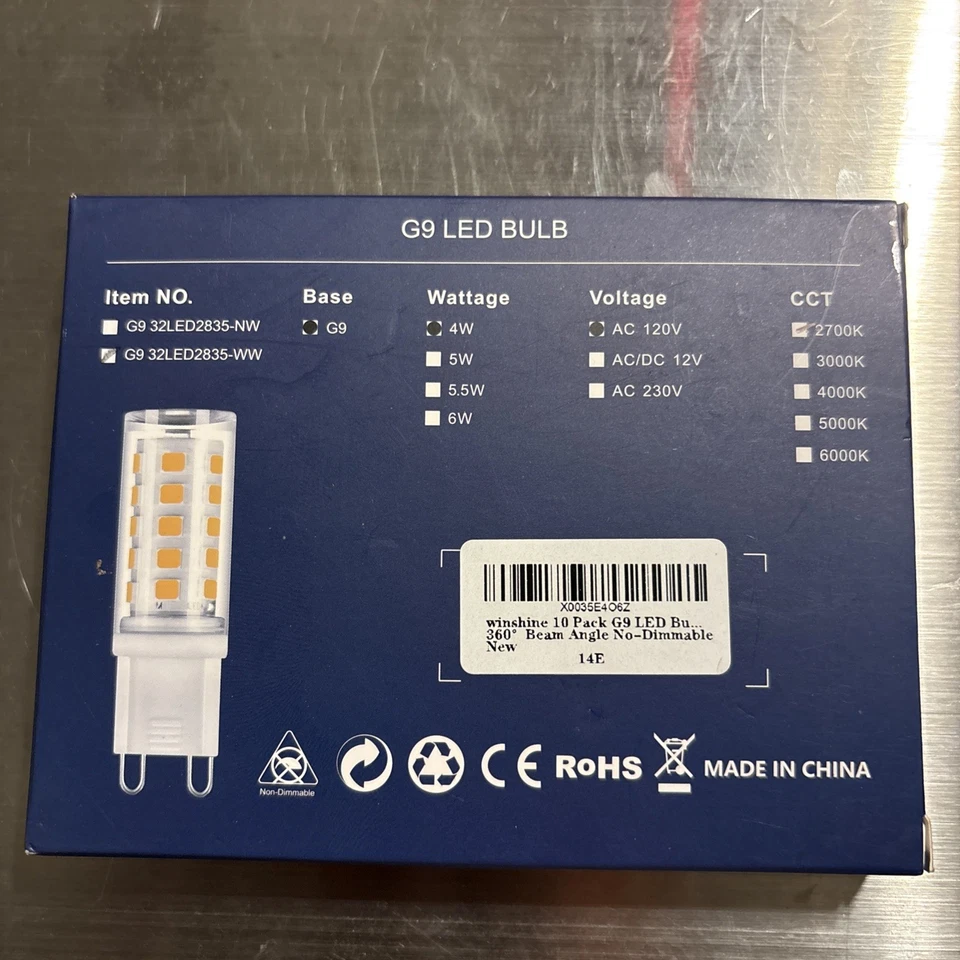 G9 LED BULB
Item NO.
G9 32LED2835-NW
G9 32LED2835-WW
Base
G9
Wattage
4W
5W
5.5W
6W
Voltage
AC 120V
AC/DC 12V
AC 230V
CCT
2700K
3000K
4000K
5000K
6000K
X0035E4O6Z
winshine 10 Pack G9 LED Bu...
360° Beam Angle No-Dimmable
New
14E
Non-Dimmable
CE
RoHS
MADE IN CHINA